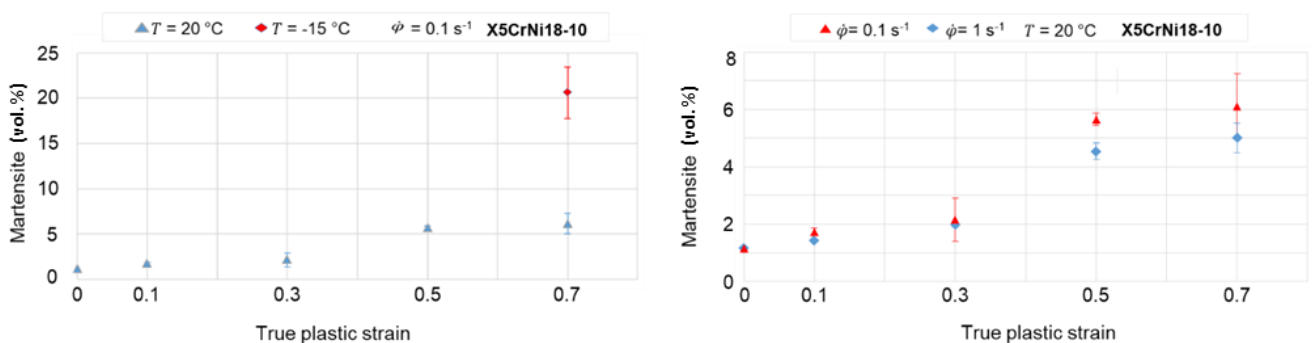 T = 20 °C T = -15 °C φ̇ = 0.1 s⁻¹ X5CrNi18-10
Martensite (vol. %)
25
20
15
10
5
0
0 0.1 0.3 0.5 0.7
True plastic strain
φ̇= 0.1 s⁻¹ φ̇= 1 s⁻¹ T = 20 °C X5CrNi18-10
Martensite (vol. %)
8
6
4
2
0
0 0.1 0.3 0.5 0.7
True plastic strain